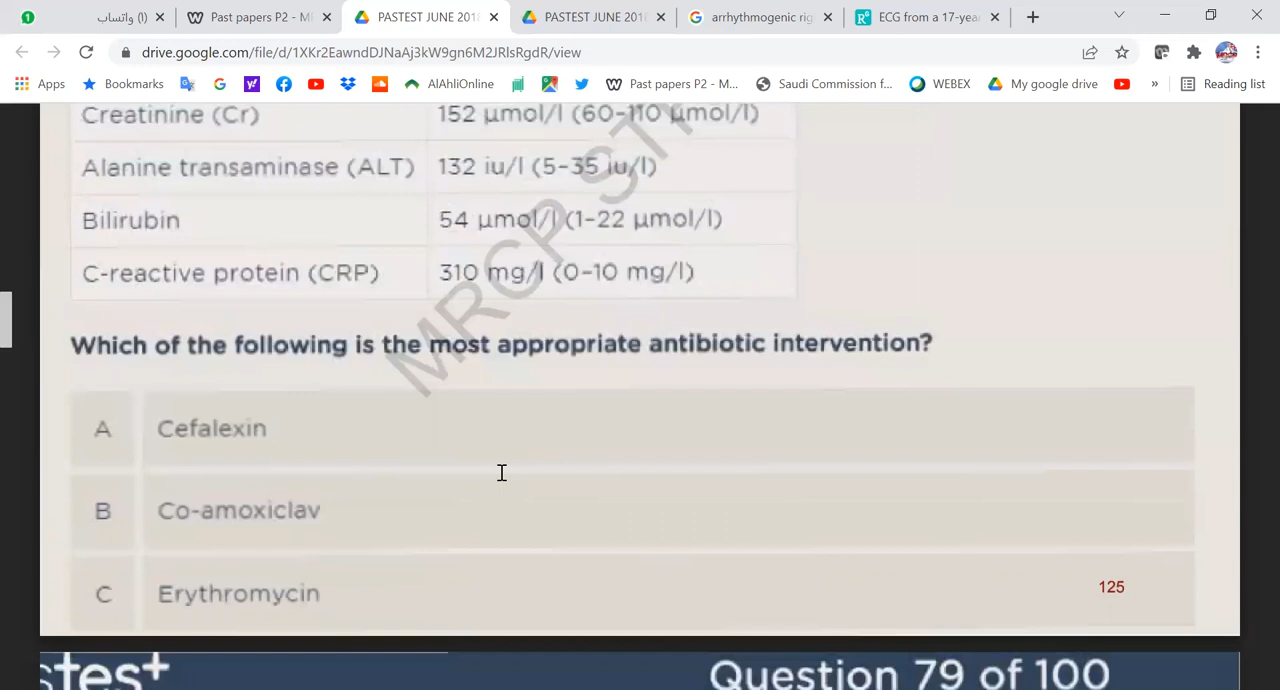 (1) واتساب
Past papers P2 - M
PASTEST JUNE 201
PASTEST JUNE 201
arrhythmogenic rig
ECG from a 17-yea
drive.google.com/file/d/1XKr2EawndDJNaAj3kW9gn6M2JRlsRgdR/view
Apps
Bookmarks
AlAhliOnline
Past papers P2 - M...
Saudi Commission f...
WEBEX
My google drive
»
Reading list
Creatinine (Cr) 152 µmol/l (60-110 µmol/l)
Alanine transaminase (ALT) 132 iu/l (5-35 iu/l)
Bilirubin 54 µmol/l (1-22 µmol/l)
C-reactive protein (CRP) 310 mg/l (0-10 mg/l)
MRCP
Which of the following is the most appropriate antibiotic intervention?
A Cefalexin
B Co-amoxiclav
C Erythromycin
125
stest+
Question 79 of 100